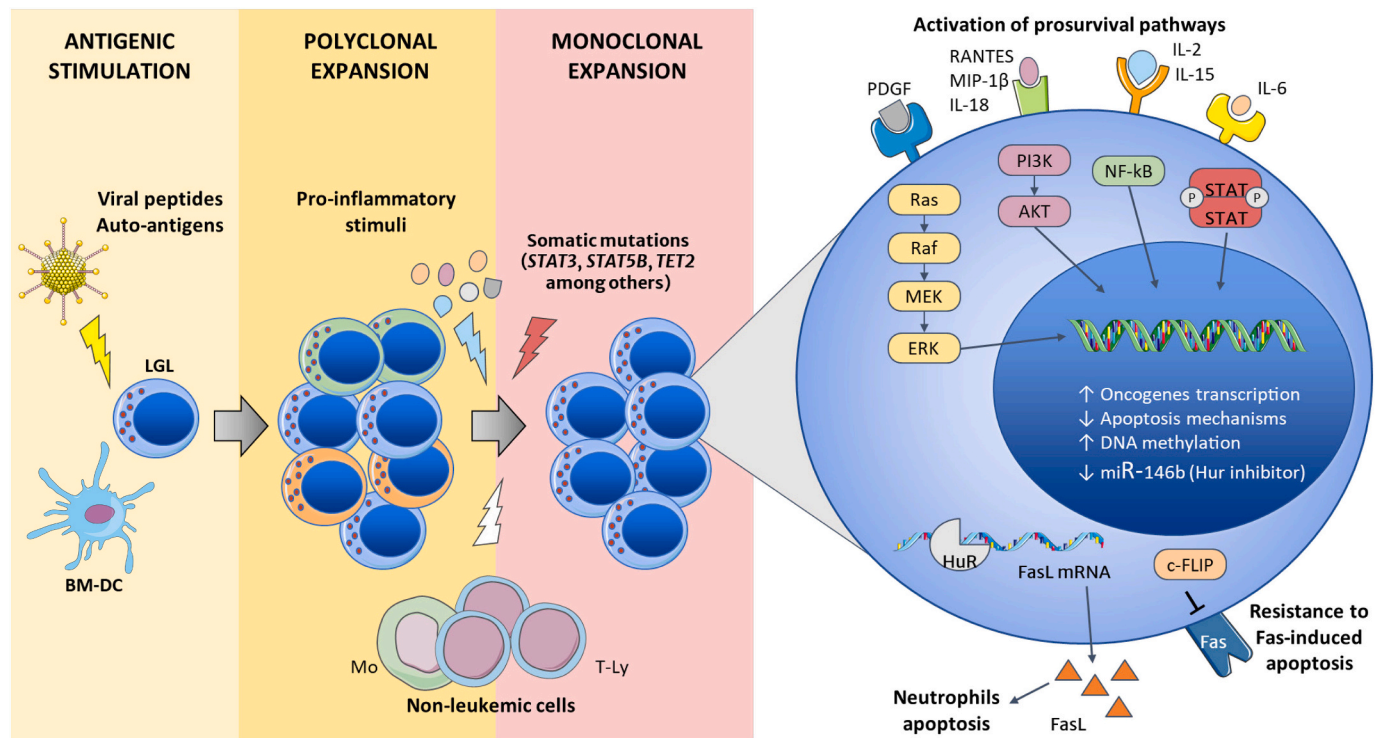 ANTIGENIC
STIMULATION
POLYCLONAL
EXPANSION
MONOCLONAL
EXPANSION
Viral peptides
Auto-antigens
LGL
BM-DC
Pro-inflammatory
stimuli
Somatic mutations
(STAT3, STAT5B, TET2
among others)
Mo
T-Ly
Non-leukemic cells
Activation of prosurvival pathways
PDGF
RANTES
MIP-1β
IL-18
IL-2
IL-15
IL-6
Ras
Raf
MEK
ERK
PI3K
AKT
NF-kB
STAT
P
P
STAT
↑ Oncogenes transcription
↓ Apoptosis mechanisms
↑ DNA methylation
↓ miR-146b (Hur inhibitor)
HuR
FasL mRNA
c-FLIP
Fas
Resistance to
Fas-induced
apoptosis
Neutrophils
apoptosis
FasL